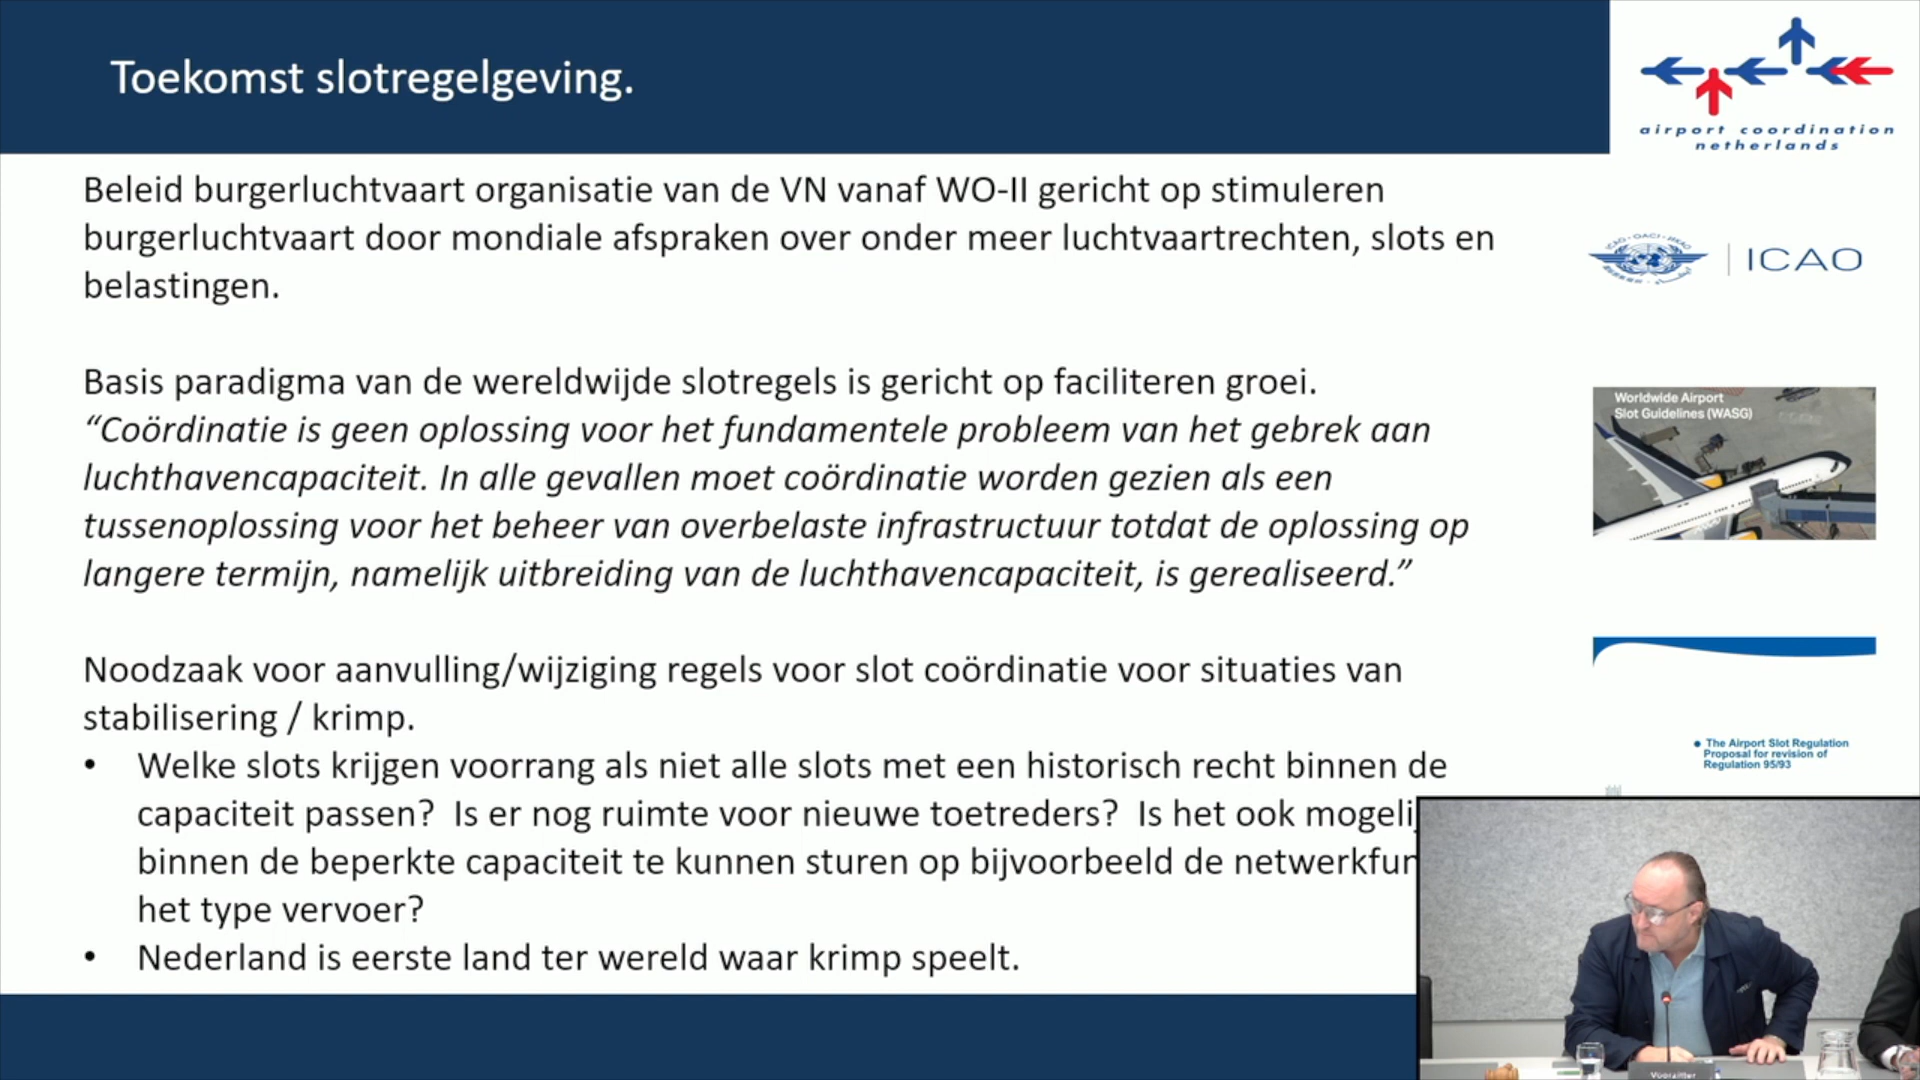 Toekomst slotregelgeving.
airport coordination
netherlands
Beleid burgerluchtvaart organisatie van de VN vanaf WO-II gericht op stimuleren
burgerluchtvaart door mondiale afspraken over onder meer luchtvaartrechten, slots en
belastingen.
ICAO
Basis paradigma van de wereldwijde slotregels is gericht op faciliteren groei.
“Coördinatie is geen oplossing voor het fundamentele probleem van het gebrek aan
luchthavencapaciteit. In alle gevallen moet coördinatie worden gezien als een
tussenoplossing voor het beheer van overbelaste infrastructuur totdat de oplossing op
langere termijn, namelijk uitbreiding van de luchthavencapaciteit, is gerealiseerd.”
Worldwide Airport
Slot Guidelines (WASG)
Noodzaak voor aanvulling/wijziging regels voor slot coördinatie voor situaties van
stabilisering / krimp.
• Welke slots krijgen voorrang als niet alle slots met een historisch recht binnen de
capaciteit passen? Is er nog ruimte voor nieuwe toetreders? Is het ook
binnen de beperkte capaciteit te kunnen sturen op bijvoorbeeld de
het type vervoer?
• Nederland is eerste land ter wereld waar krimp speelt.
• The Airport Slot Regulation
Proposal for revision of
Regulation 95/93
Voorzitter